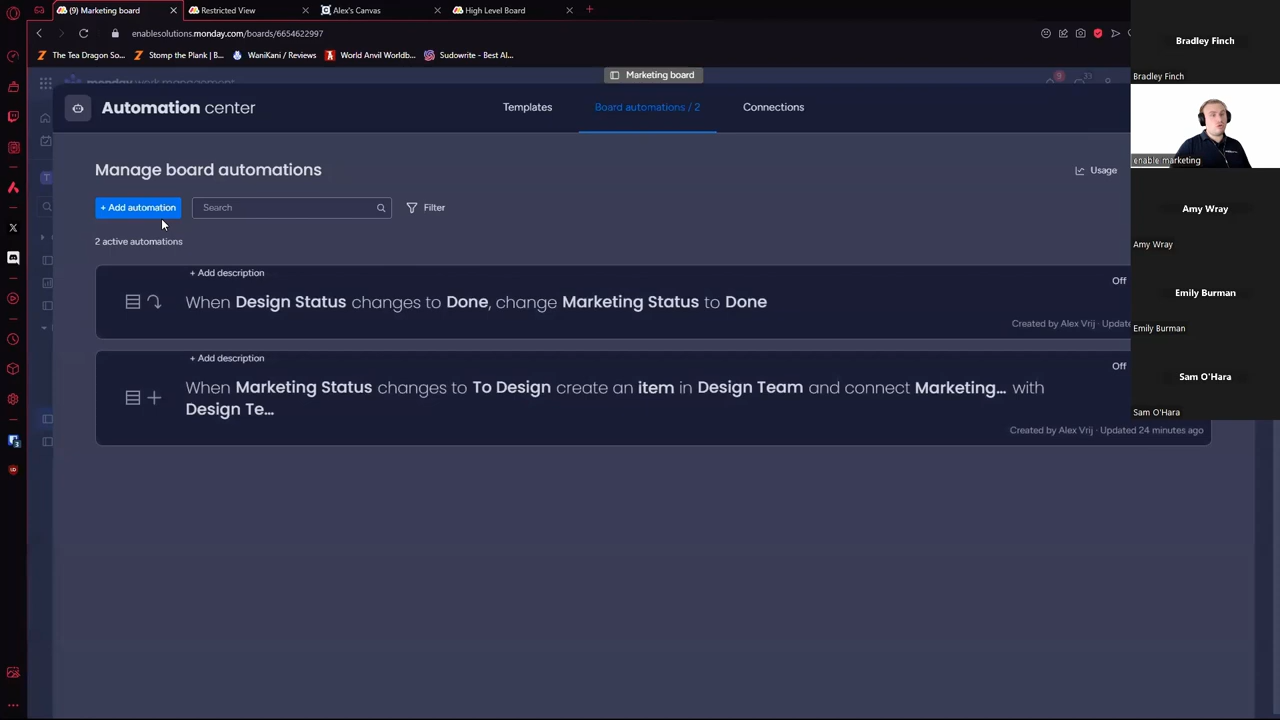 (9) Marketing board
Restricted View
Alex's Canvas
High Level Board
enablesolutions.monday.com/boards/6654622997
The Tea Dragon So...
Stomp the Plank | B...
WaniKani / Reviews
World Anvil Worldb...
Sudowrite - Best AI...
monday work management
Marketing board
9
33
Automation center
Templates
Board automations / 2
Connections
Manage board automations
Usage
+ Add automation
Search
Filter
2 active automations
+ Add description
Off
When Design Status changes to Done, change Marketing Status to Done
Created by Alex Vrij · Update
+ Add description
Off
When Marketing Status changes to To Design create an item in Design Team and connect Marketing... with
Design Te...
Created by Alex Vrij · Updated 24 minutes ago
Bradley Finch
Bradley Finch
enable marketing
Amy Wray
Amy Wray
Emily Burman
Emily Burman
Sam O'Hara
Sam O'Hara